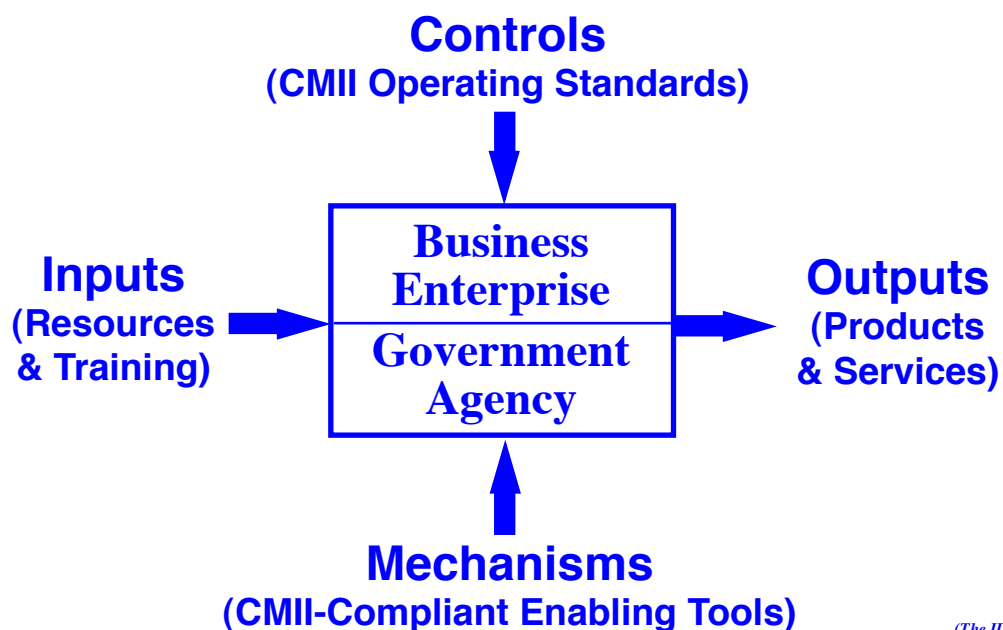 Controls
(CMII Operating Standards)
Business
Enterprise
Inputs
(Resources
& Training)
Government
Agency
Outputs
(Products
& Services)
Mechanisms
(CMII-Compliant Enabling Tools)
(The